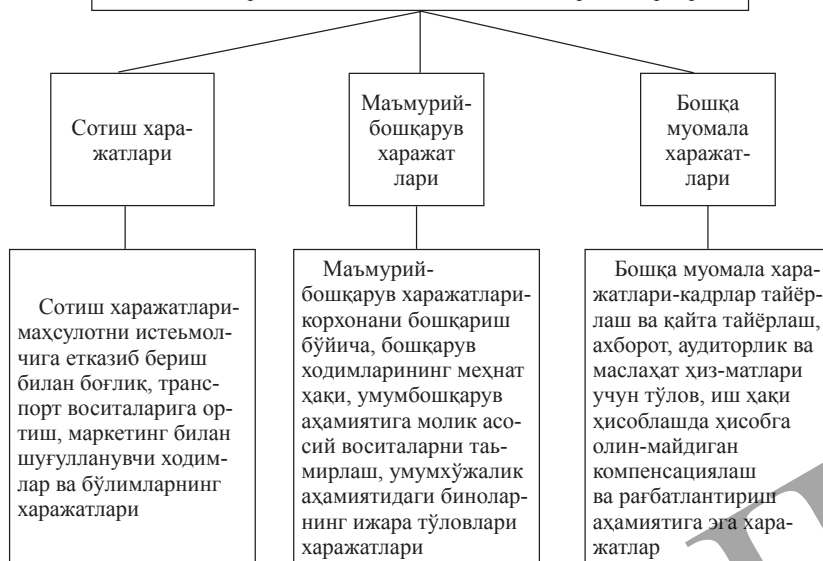 Сотиш хара-
жатлари
Маъмурий-
бошқарув
харажат
лари
Бошқа
муомала
харажат-
лари
Сотиш харажатлари-
маҳсулотни истеьмол-
чига етказиб бериш
билан боғлиқ, транс-
порт воситаларига ор-
тиш, маркетинг билан
шуғулланувчи ходим-
лар ва бўлимларнинг
харажатлари
Маъмурий-
бошқарув харажатлари-
корхонани бошқариш
бўйича, бошқарув
ходимларининг меҳнат
ҳақи, умумбошқарув
аҳамиятига молик асо-
сий воситаларни таь-
мирлаш, умумхўжалик
аҳамиятидаги бинолар-
нинг ижара тўловлари
харажатлари
Бошқа муомала хара-
жатлари-кадрлар тайёр-
лаш ва қайта тайёрлаш,
ахборот, аудиторлик ва
маслаҳат ҳиз-матлари
учун тўлов, иш ҳақи
ҳисоблашда ҳисобга
олин-майдиган
компенсациялаш
ва рағбатлантириш
аҳамиятига эга хара-
жатлар